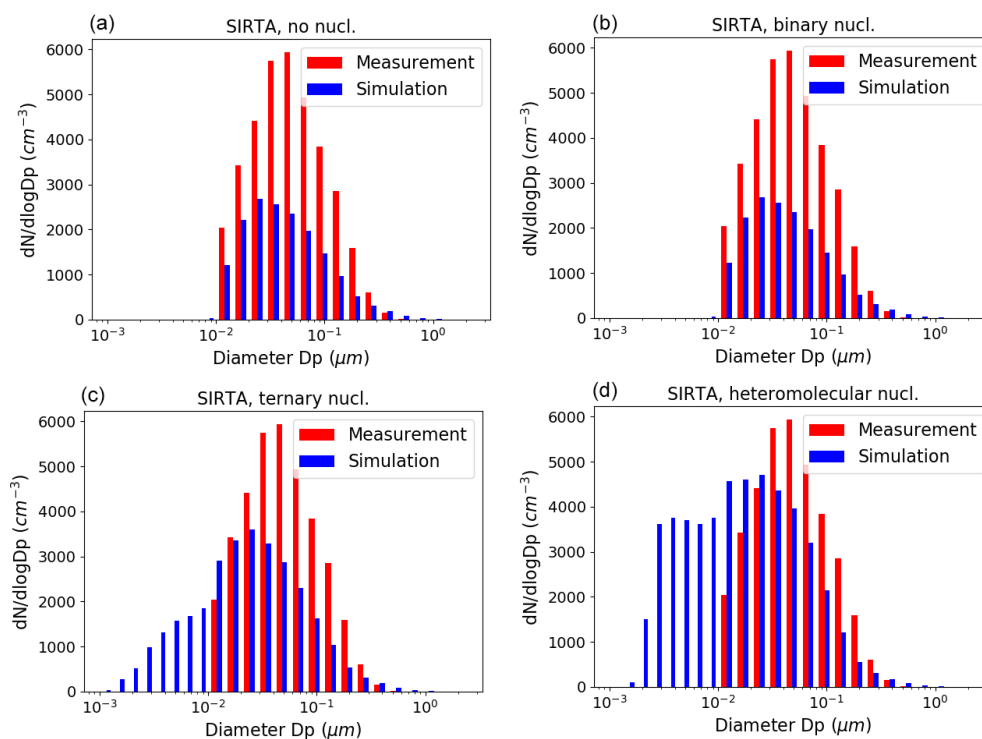 (a)
SIRTA, no nucl.
6000
5000
4000
3000
2000
1000
0
dN/dlogDp (cm⁻³)
Measurement
Simulation
10⁻³
10⁻²
10⁻¹
10⁰
Diameter Dp (μm)
(b)
SIRTA, binary nucl.
6000
5000
4000
3000
2000
1000
0
dN/dlogDp (cm⁻³)
Measurement
Simulation
10⁻³
10⁻²
10⁻¹
10⁰
Diameter Dp (μm)
(c)
SIRTA, ternary nucl.
6000
5000
4000
3000
2000
1000
0
dN/dlogDp (cm⁻³)
Measurement
Simulation
10⁻³
10⁻²
10⁻¹
10⁰
Diameter Dp (μm)
(d)
SIRTA, heteromolecular nucl.
6000
5000
4000
3000
2000
1000
0
dN/dlogDp (cm⁻³)
Measurement
Simulation
10⁻³
10⁻²
10⁻¹
10⁰
Diameter Dp (μm)